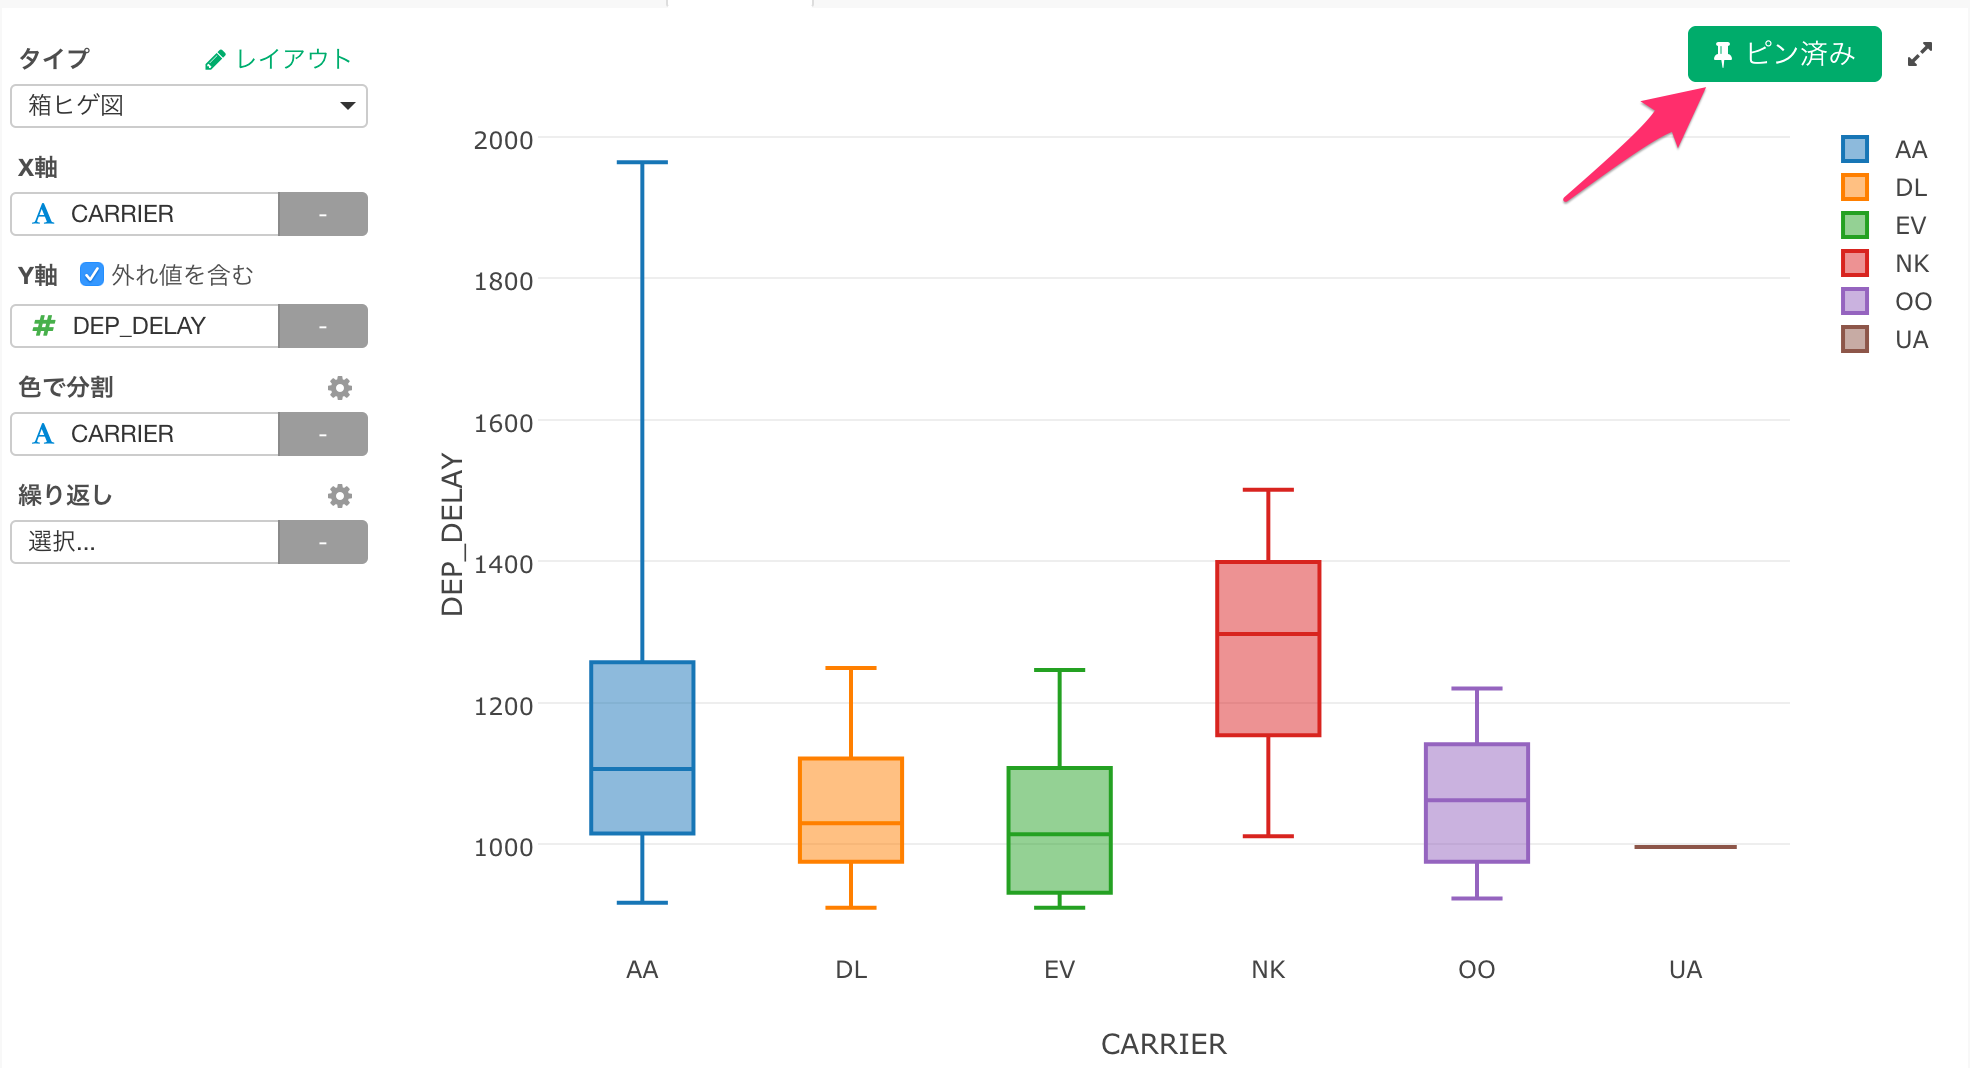 タイプ
レイアウト
箱ヒゲ図
X軸
A CARRIER -
Y軸 外れ値を含む
# DEP_DELAY -
色で分割
A CARRIER -
繰り返し
選択... -
ピン済み
DEP_DELAY
2000
1800
1600
1400
1200
1000
AA
DL
EV
NK
OO
UA
CARRIER
AA
DL
EV
NK
OO
UA